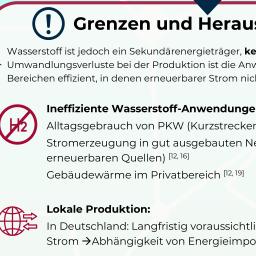 Grenzen und Heraus
Wasserstoff ist jedoch ein Sekundärenergieträger, ke
Umwandlungsverluste bei der Produktion ist die Anw
Bereichen effizient, in denen erneuerbarer Strom nic
Ineffiziente Wasserstoff-Anwendunge
Alltagsgebrauch von PKW (Kurzstrecken
Stromerzeugung in gut ausgebauten Ne
erneuerbaren Quellen) [12, 16]
Gebäudewärme im Privatbereich [12, 19]
H2
Lokale Produktion:
In Deutschland: Langfristig voraussichtli
Strom →Abhängigkeit von Energieimpo